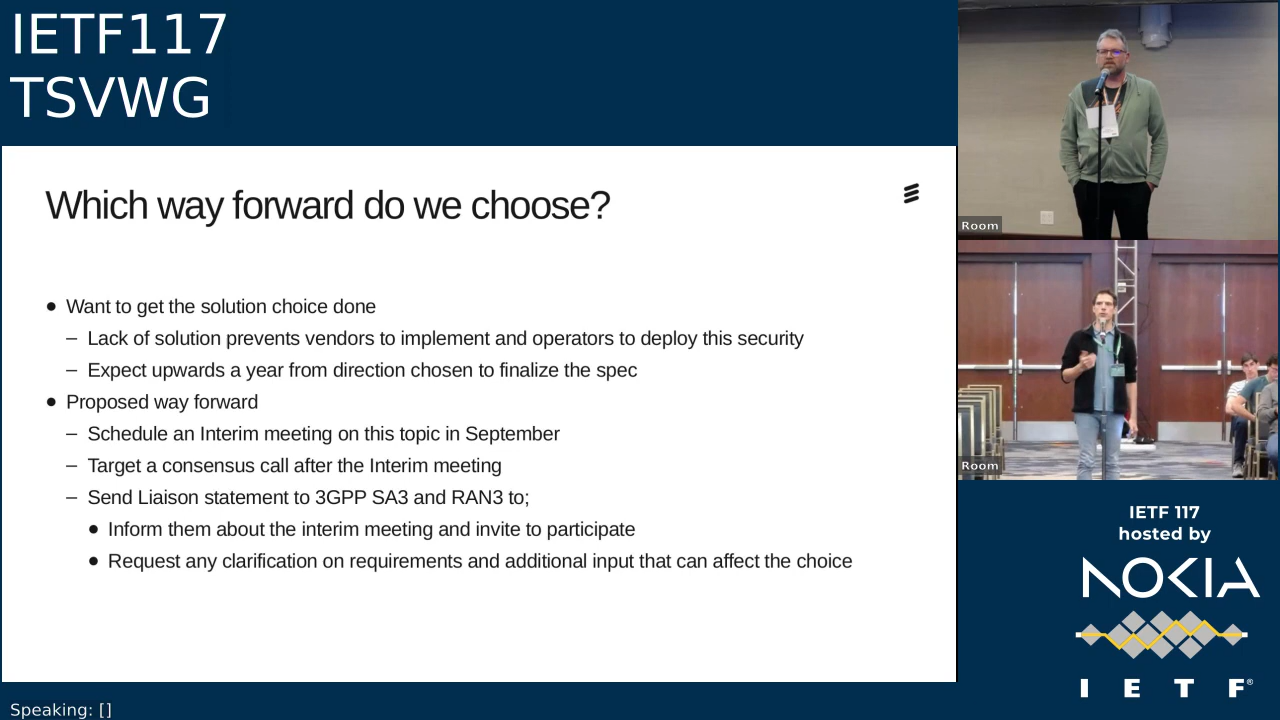 IETF117
TSVWG
Which way forward do we choose?
● Want to get the solution choice done
– Lack of solution prevents vendors to implement and operators to deploy this security
– Expect upwards a year from direction chosen to finalize the spec
● Proposed way forward
– Schedule an Interim meeting on this topic in September
– Target a consensus call after the Interim meeting
– Send Liaison statement to 3GPP SA3 and RAN3 to;
● Inform them about the interim meeting and invite to participate
● Request any clarification on requirements and additional input that can affect the choice
Room
Room
IETF 117
hosted by
NOKIA
IETF®
Speaking: []